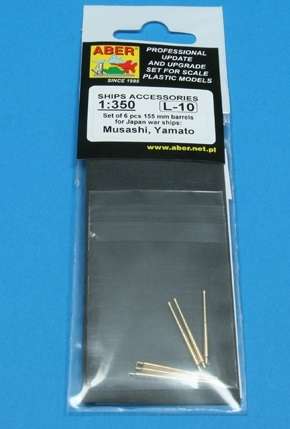 ABER
SINCE 1995
PROFESSIONAL
UPDATE
AND UPGRADE
SET FOR SCALE
PLASTIC MODELS
SHIPS ACCESSORIES
1:350 L-10
Set of 6 pcs 155 mm barrels
for Japan war ships:
Musashi, Yamato
www.aber.net.pl